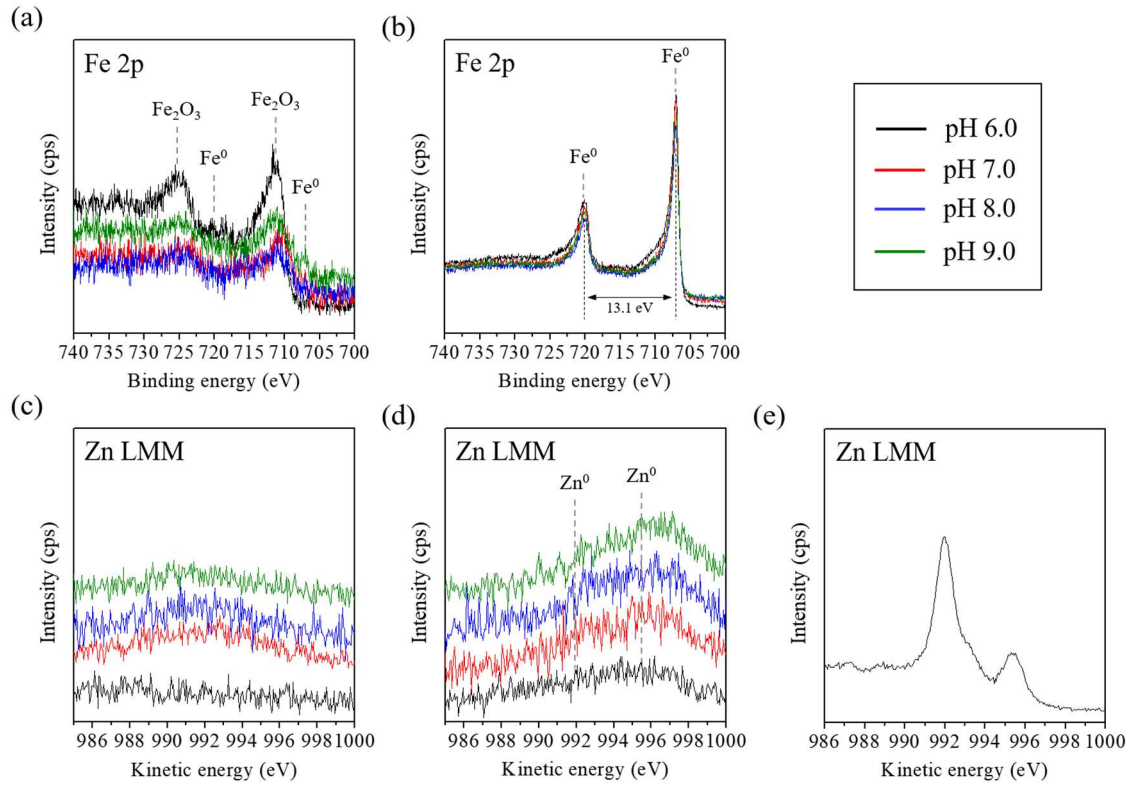 (a)
Fe 2p
Fe₂O₃
Fe₂O₃
Fe⁰
Fe⁰
Intensity (cps)
740 735 730 725 720 715 710 705 700
Binding energy (eV)
(b)
Fe 2p
Fe⁰
Fe⁰
13.1 eV
Intensity (cps)
740 735 730 725 720 715 710 705 700
Binding energy (eV)
pH 6.0
pH 7.0
pH 8.0
pH 9.0
(c)
Zn LMM
Intensity (cps)
986 988 990 992 994 996 998 1000
Kinetic energy (eV)
(d)
Zn LMM
Zn⁰
Zn⁰
Intensity (cps)
986 988 990 992 994 996 998 1000
Kinetic energy (eV)
(e)
Zn LMM
Intensity (cps)
986 988 990 992 994 996 998 1000
Kinetic energy (eV)